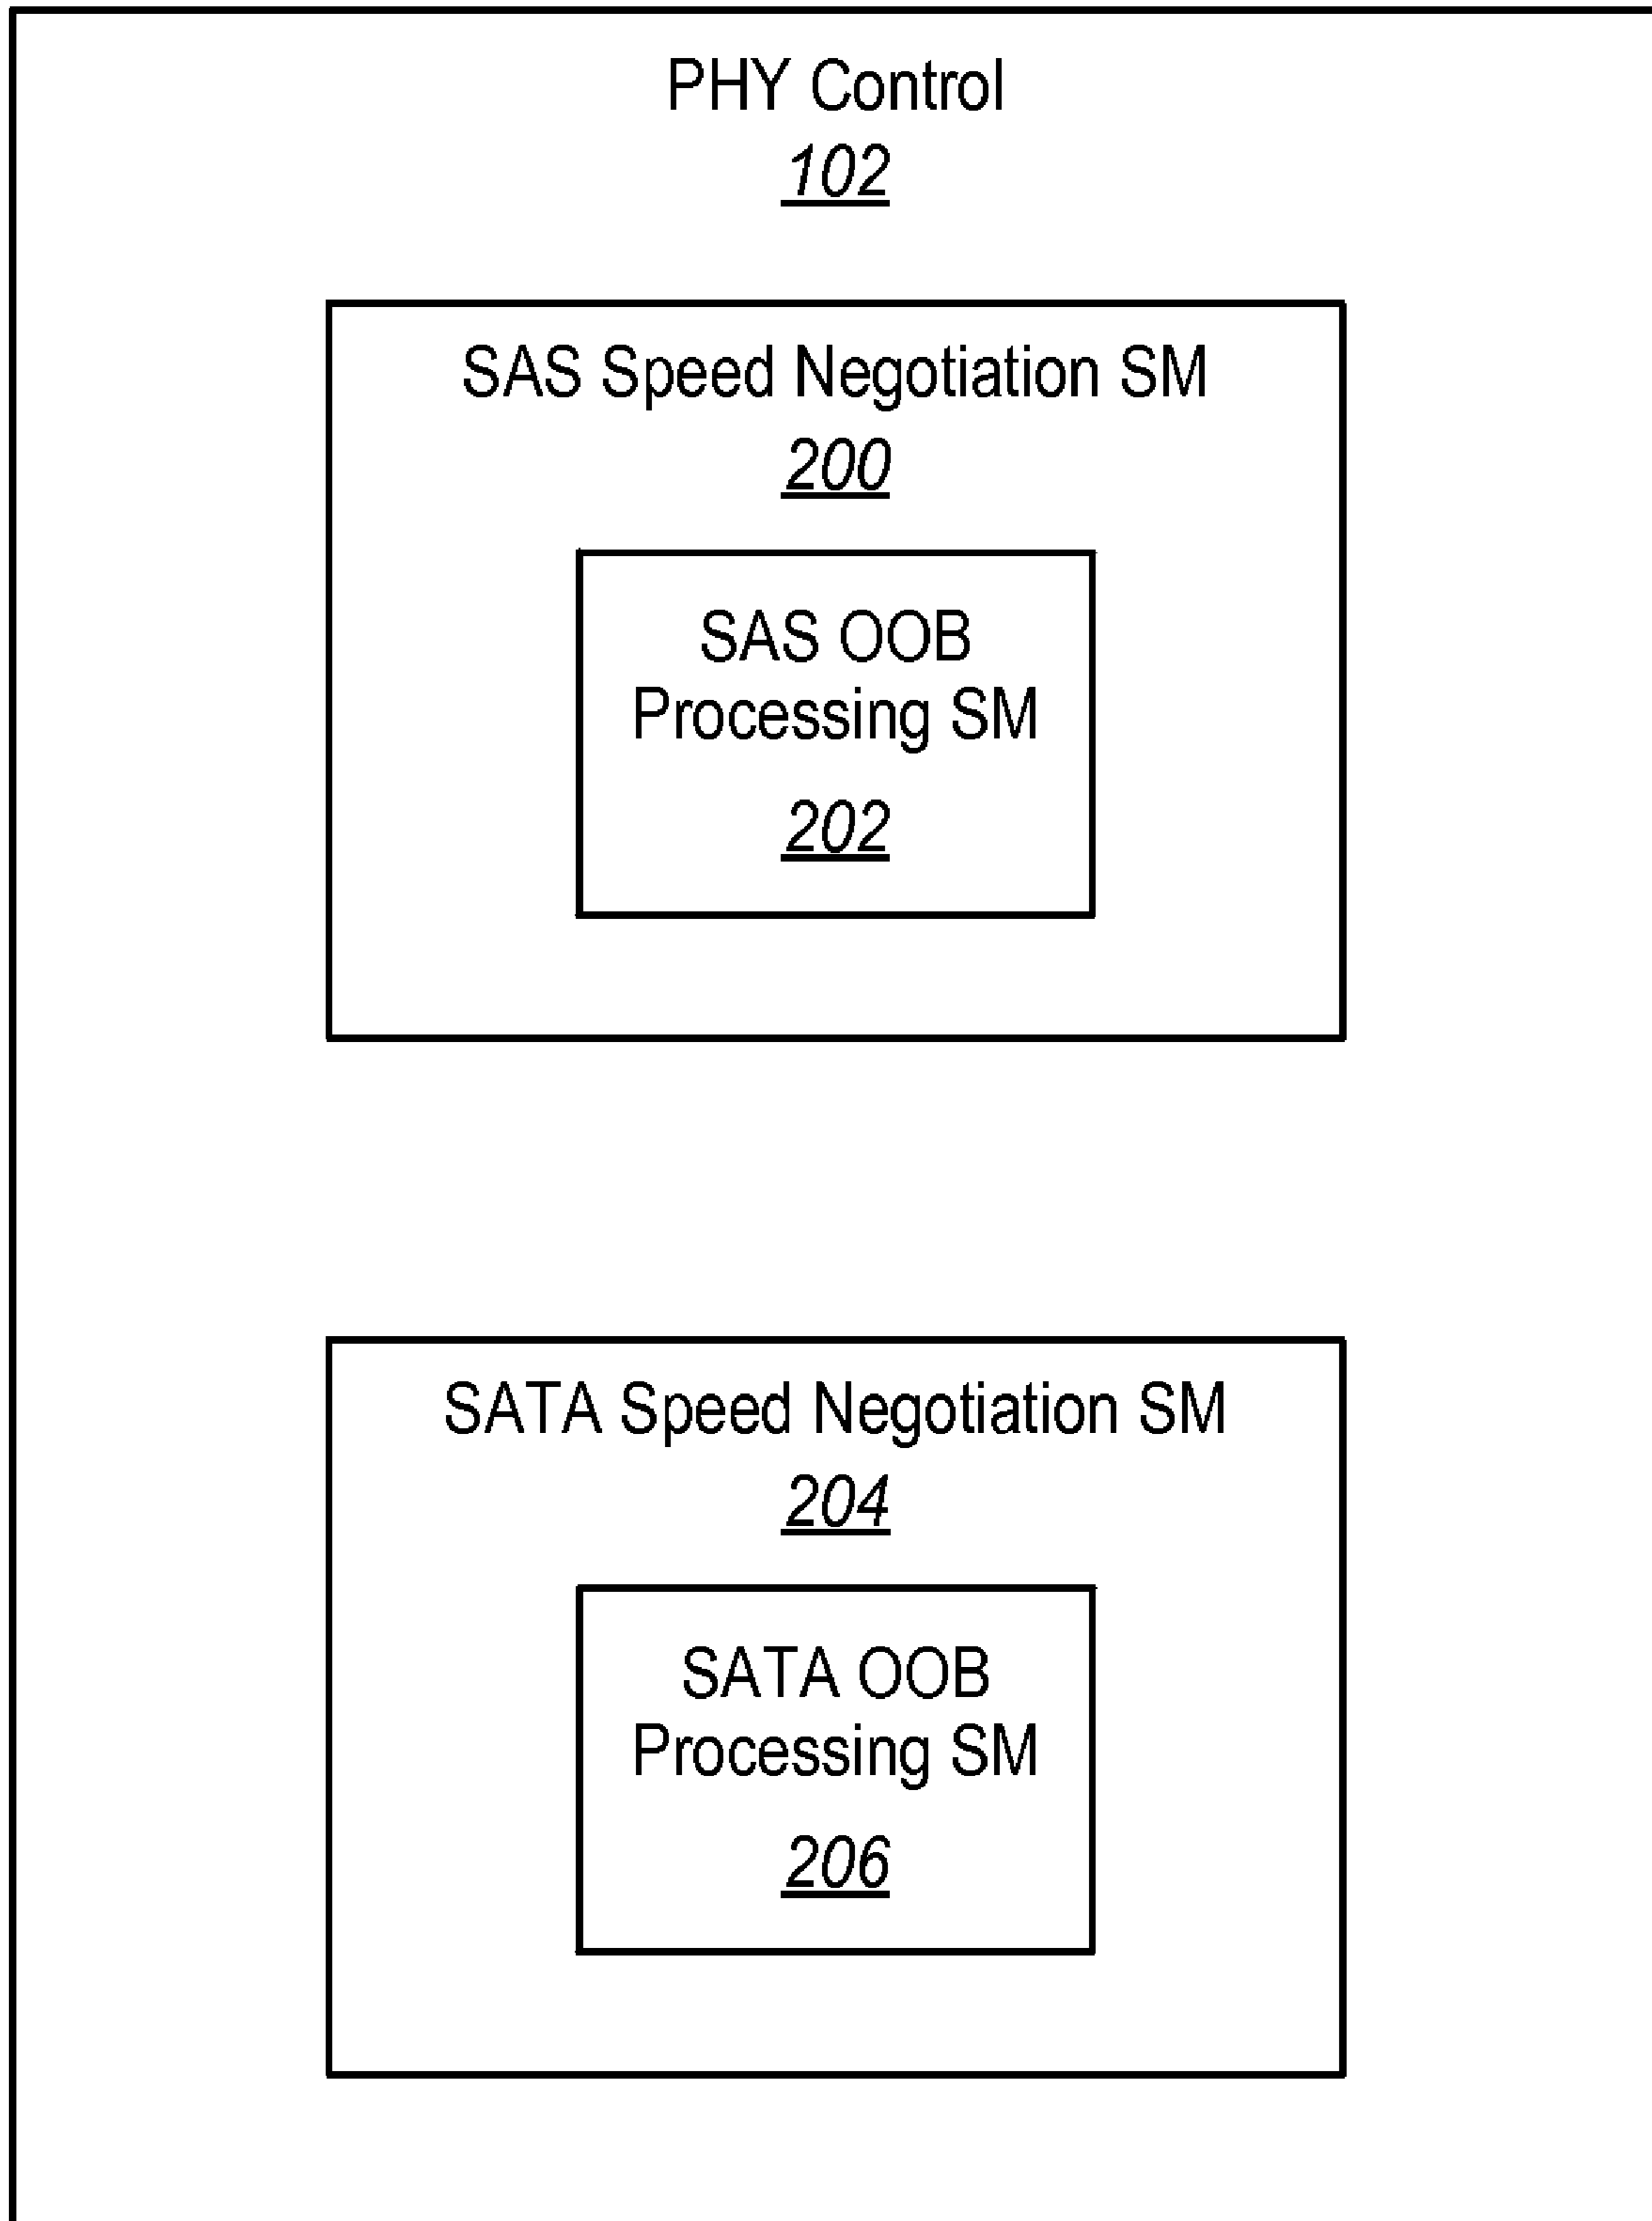 PHY Control
102
SAS Speed Negotiation SM
200
SAS OOB
Processing SM
202
SATA Speed Negotiation SM
204
SATA OOB
Processing SM
206